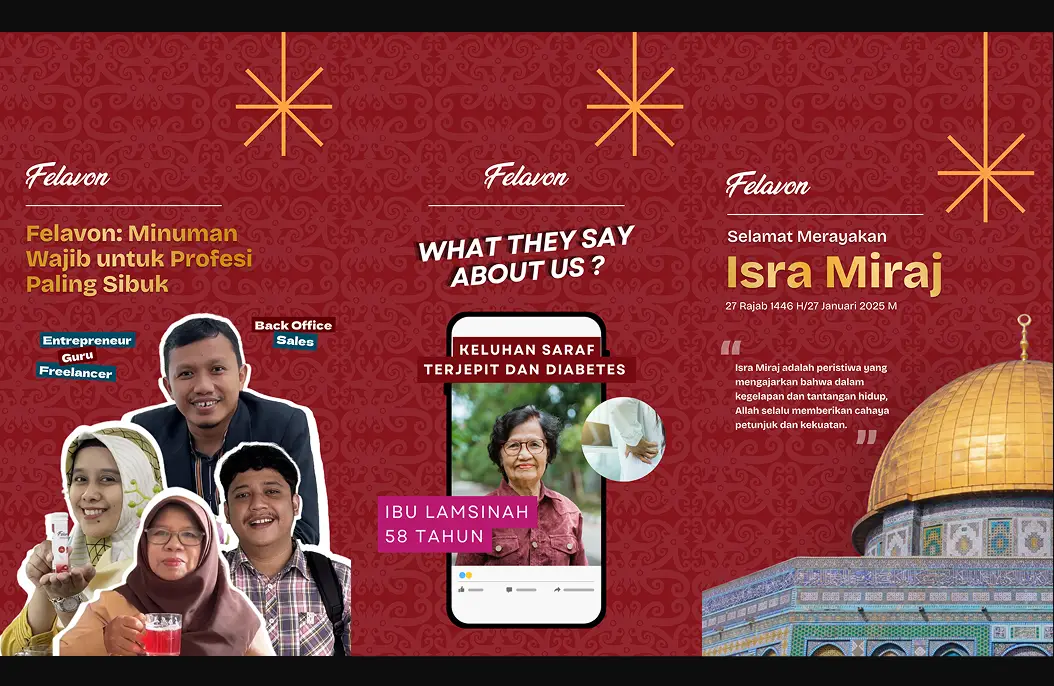 Felavon
Felavon: Minuman
Wajib untuk Profesi
Paling Sibuk
Entrepreneur
Guru
Freelancer
Back Office
Sales
Felavon
WHAT THEY SAY
ABOUT US ?
KELUHAN SARAF
TERJEPIT DAN DIABETES
IBU LAMSINAH
58 TAHUN
Felavon
Selamat Merayakan
Isra Miraj
27 Rajab 1446 H/27 Januari 2025 M
“
Isra Miraj adalah peristiwa yang
mengajarkan bahwa dalam
kegelapan dan tantangan hidup,
Allah selalu memberikan cahaya
petunjuk dan kekuatan.
”